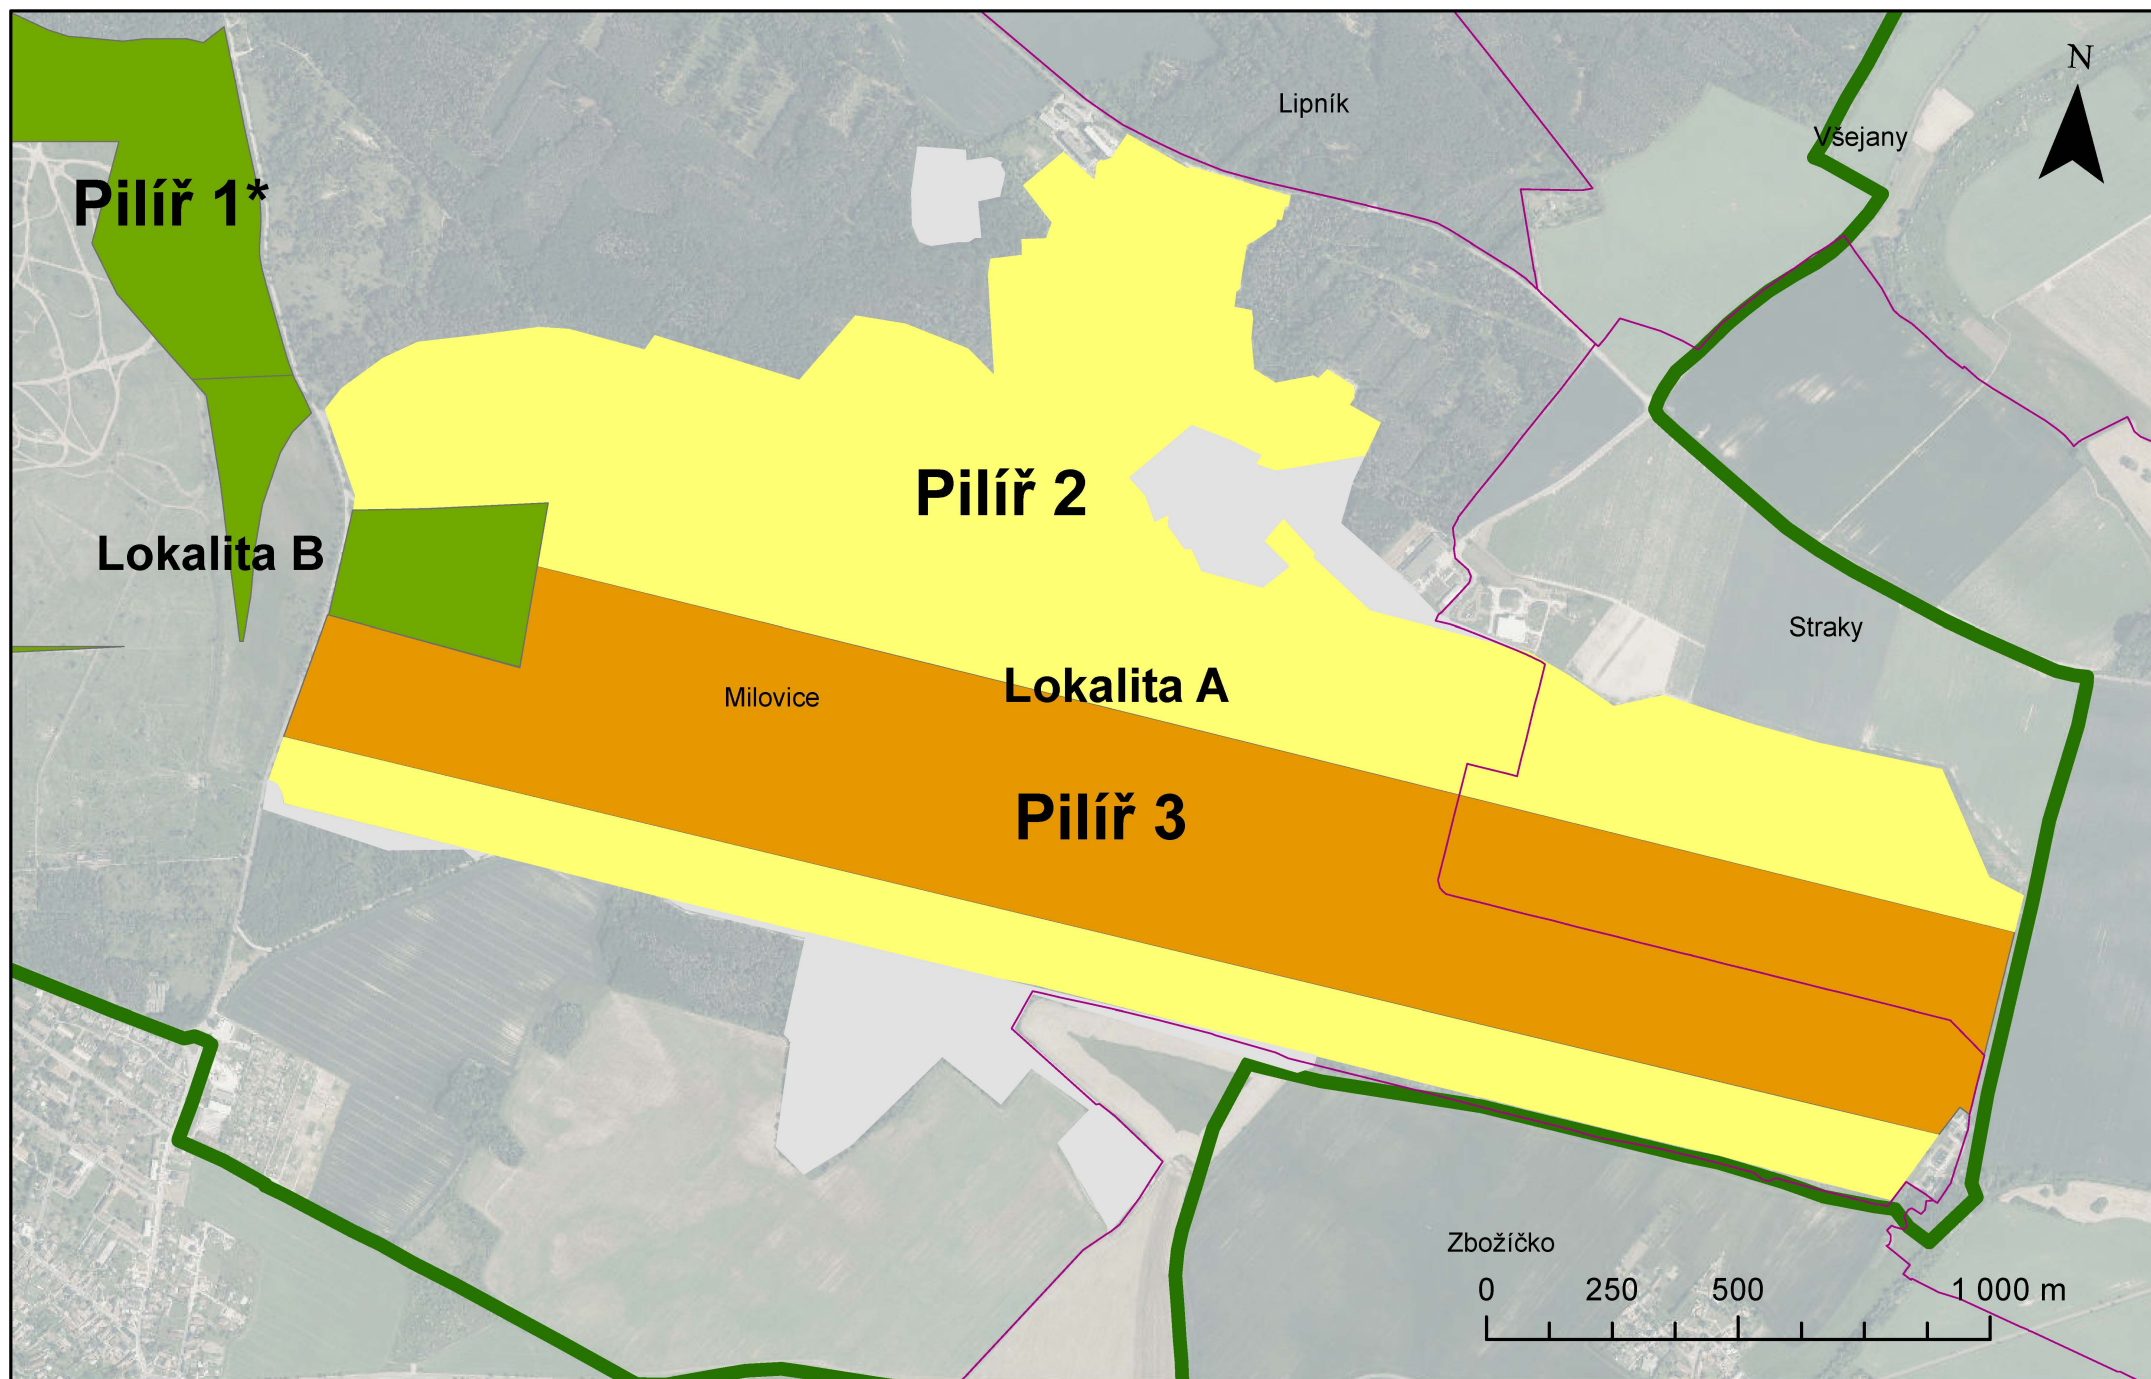 N
Lipník
Všejany
Pilíř 1*
Pilíř 2
Lokalita B
Straky
Lokalita A
Milovice
Pilíř 3
Zbožíčko
0 250 500 1 000 m